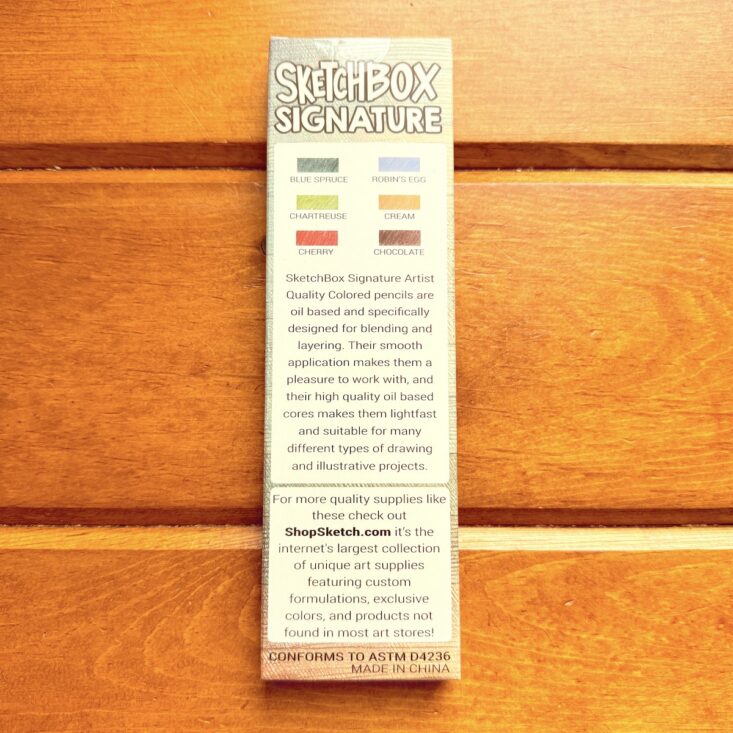 SKETCHBOX
SIGNATURE
BLUE SPRUCE ROBIN'S EGG
CHARTREUSE CREAM
CHERRY CHOCOLATE
SketchBox Signature Artist
Quality Colored pencils are
oil based and specifically
designed for blending and
layering. Their smooth
application makes them a
pleasure to work with, and
their high quality oil based
cores makes them lightfast
and suitable for many
different types of drawing
and illustrative projects.
For more quality supplies like
these check out
ShopSketch.com it's the
internet's largest collection
of unique art supplies
featuring custom
formulations, exclusive
colors, and products not
found in most art stores!
CONFORMS TO ASTM D4236
MADE IN CHINA